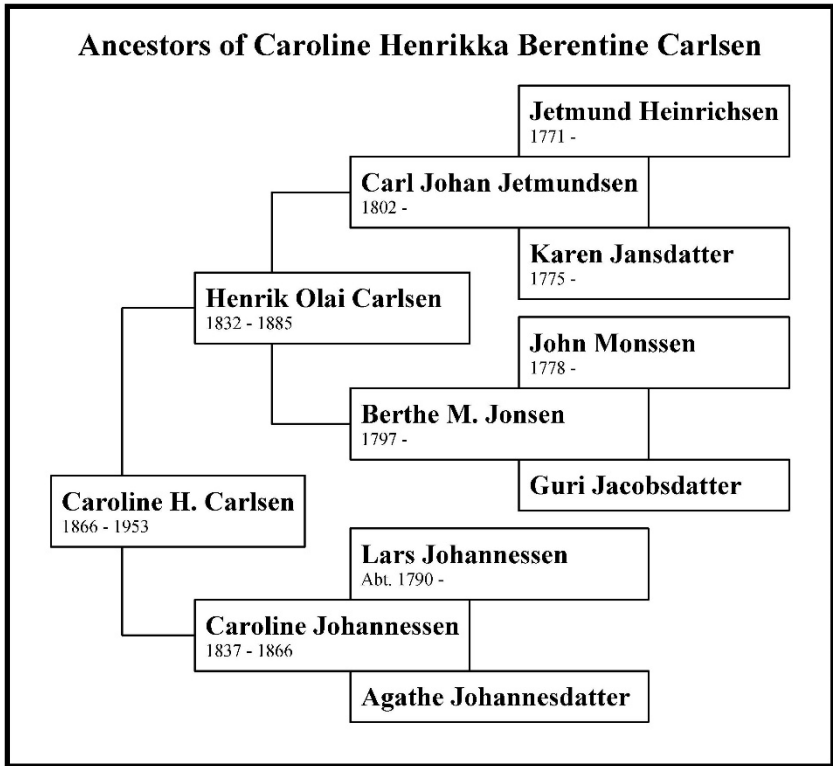 Ancestors of Caroline Henrikka Berentine Carlsen
Jetmund Heinrichsen
1771 -
Carl Johan Jetmundsen
1802 -
Karen Jansdatter
1775 -
Henrik Olai Carlsen
1832 - 1885
John Monssen
1778 -
Berthe M. Jonsen
1797 -
Guri Jacobsdatter
Caroline H. Carlsen
1866 - 1953
Lars Johannessen
Abt. 1790 -
Caroline Johannessen
1837 - 1866
Agathe Johannesdatter